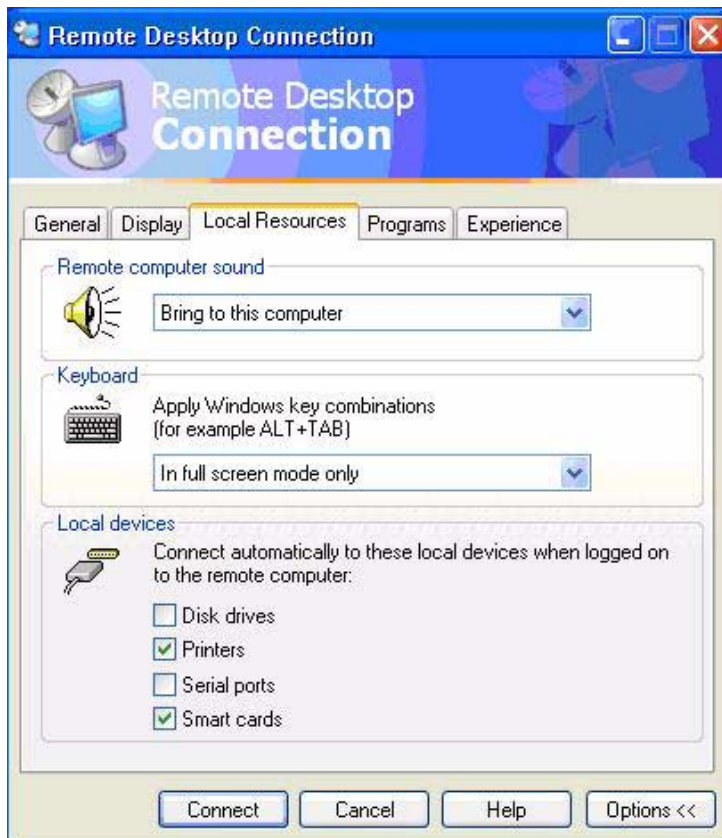 Remote Desktop Connection
Remote Desktop
Connection
General Display Local Resources Programs Experience
Remote computer sound
Bring to this computer
Keyboard
Apply Windows key combinations
(for example ALT+TAB)
In full screen mode only
Local devices
Connect automatically to these local devices when logged on
to the remote computer:
Disk drives
Printers
Serial ports
Smart cards
Connect Cancel Help Options <<